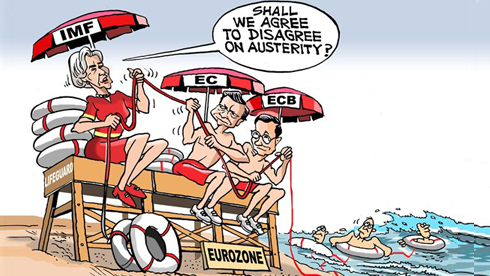 SHALL
WE AGREE
TO DISAGREE
ON AUSTERITY?
IMF
EC
ECB
LIFEGUARD
EUROZONE